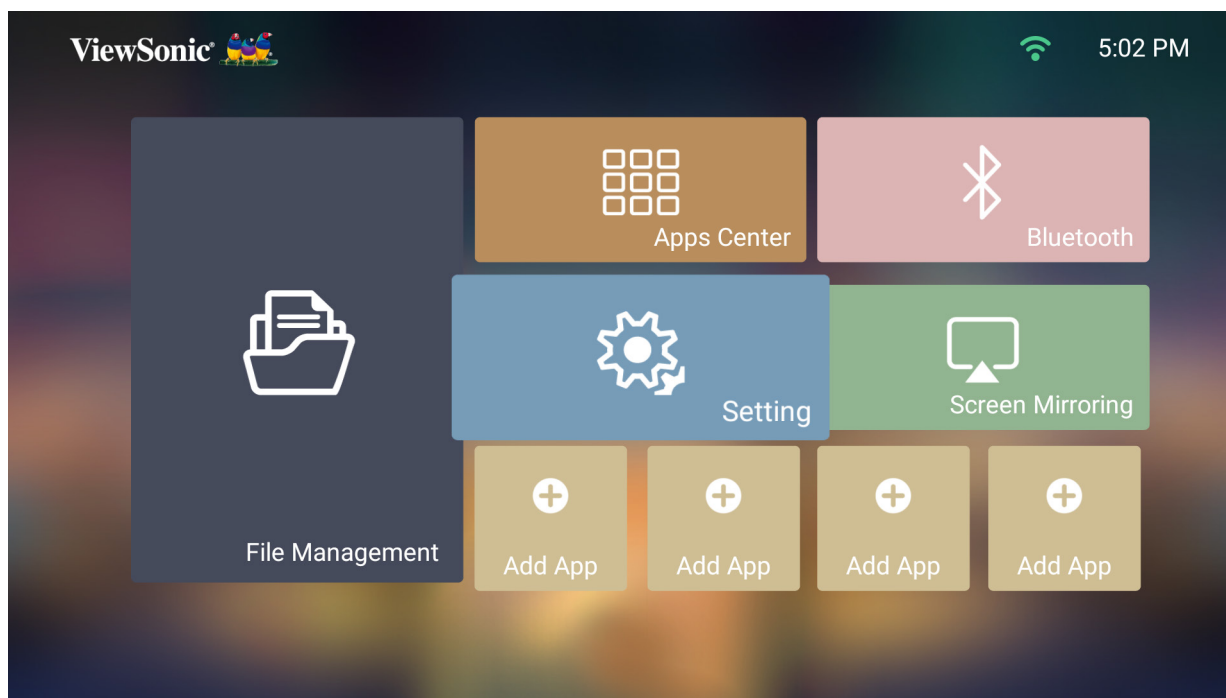 ViewSonic®
5:02 PM
Apps Center
Bluetooth
Setting
Screen Mirroring
File Management
Add App
Add App
Add App
Add App